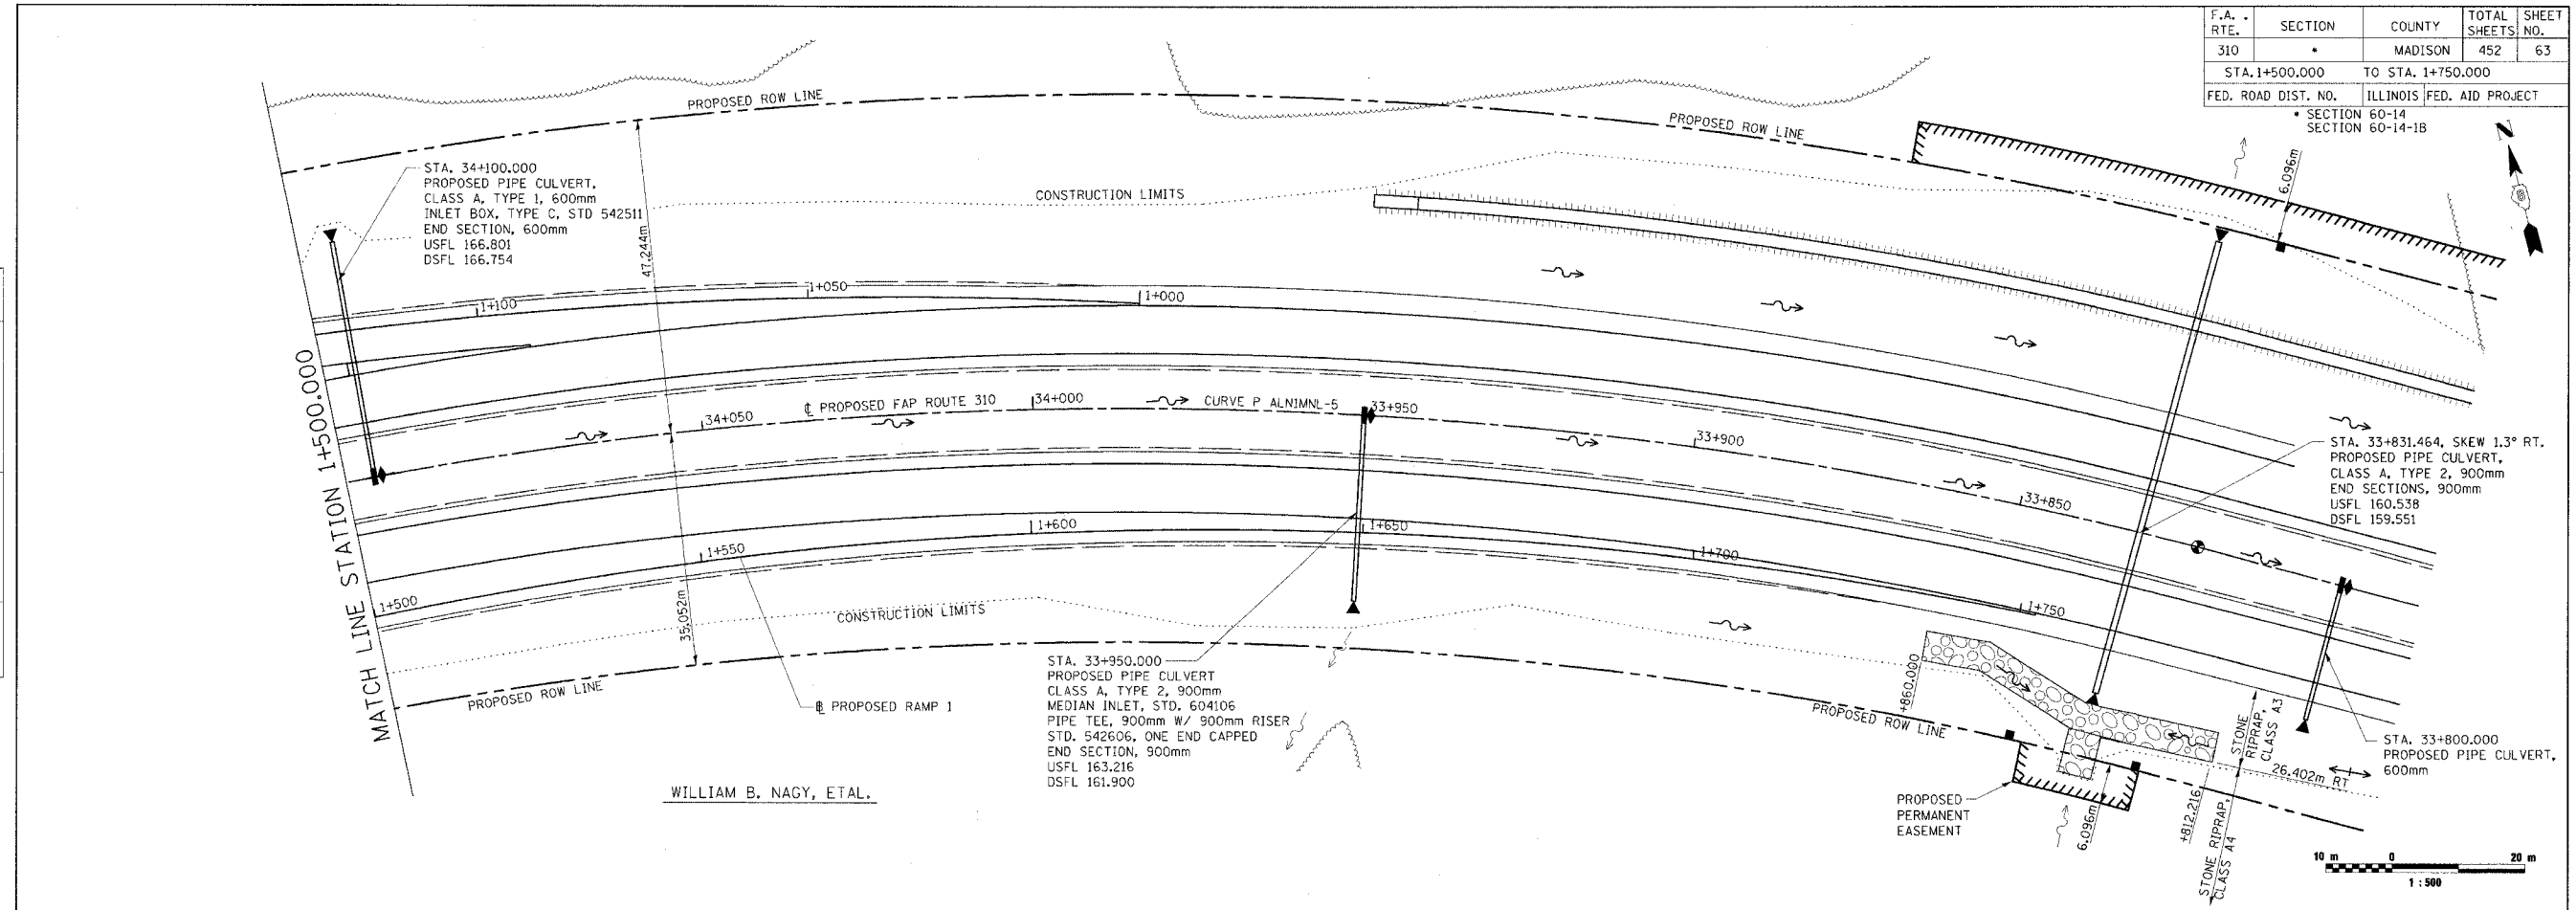 F.A. . RTE. SECTION COUNTY TOTAL SHEETS SHEET NO.
310 * MADISON 452 63
STA.1+500.000 TO STA. 1+750.000
FED. ROAD DIST. NO. ILLINOIS FED. AID PROJECT
* SECTION 60-14
SECTION 60-14-1B
N
PROPOSED ROW LINE
PROPOSED ROW LINE
6.096m
STA. 34+100.000
PROPOSED PIPE CULVERT,
CLASS A, TYPE 1, 600mm
INLET BOX, TYPE C, STD 542511
END SECTION, 600mm
USFL 166.801
DSFL 166.754
CONSTRUCTION LIMITS
47.244m
1+100
1+050
1+000
MATCH LINE STATION 1+500.000
34+050
℄ PROPOSED FAP ROUTE 310
34+000
CURVE P_ALN1MNL-5
33+950
33+900
33+850
STA. 33+831.464, SKEW 1.3° RT.
PROPOSED PIPE CULVERT,
CLASS A, TYPE 2, 900mm
END SECTIONS, 900mm
USFL 160.538
DSFL 159.551
1+500
1+550
1+600
1+650
1+700
1+750
35.052m
CONSTRUCTION LIMITS
PROPOSED ROW LINE
PROPOSED RAMP 1
STA. 33+950.000
PROPOSED PIPE CULVERT
CLASS A, TYPE 2, 900mm
MEDIAN INLET, STD. 604106
PIPE TEE, 900mm W/ 900mm RISER
STD. 542606, ONE END CAPPED
END SECTION, 900mm
USFL 163.216
DSFL 161.900
WILLIAM B. NAGY, ETAL.
+860.000
PROPOSED ROW LINE
STONE RIPRAP, CLASS A3
STA. 33+800.000
PROPOSED PIPE CULVERT,
600mm
26.402m RT
PROPOSED
PERMANENT
EASEMENT
6.096m
+812.216
STONE RIPRAP, CLASS A4
10 m 0 20 m
1 : 500